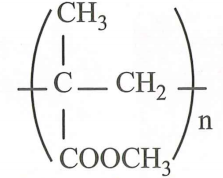 CH₃
C — CH₂
n
COOCH₃